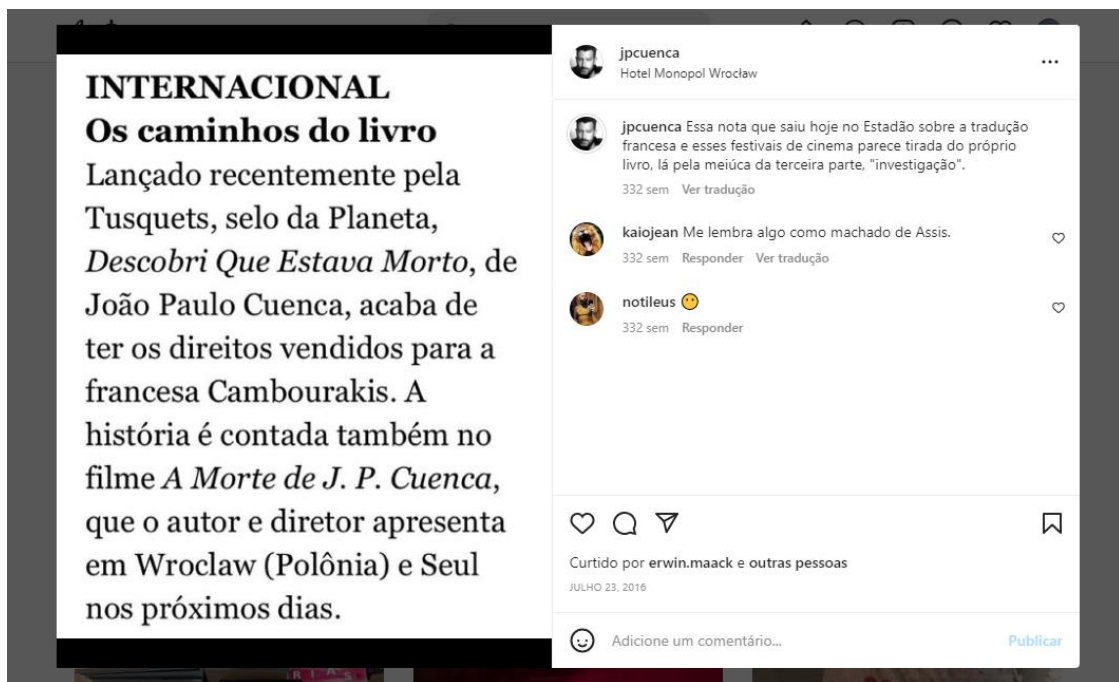 INTERNACIONAL
Os caminhos do livro
Lançado recentemente pela
Tusquets, selo da Planeta,
Descobri Que Estava Morto, de
João Paulo Cuenca, acaba de
ter os direitos vendidos para a
francesa Cambourakis. A
história é contada também no
filme A Morte de J. P. Cuenca,
que o autor e diretor apresenta
em Wroclaw (Polônia) e Seul
nos próximos dias.
jpcuenca
Hotel Monopol Wrocław
jpcuenca Essa nota que saiu hoje no Estadão sobre a tradução
francesa e esses festivais de cinema parece tirada do próprio
livro, lá pela meiúca da terceira parte, "investigação".
332 sem Ver tradução
kaiojean Me lembra algo como machado de Assis.
332 sem Responder Ver tradução
notileus 😶
332 sem Responder
Curtido por erwin.maack e outras pessoas
JULHO 23, 2016
Adicione um comentário...
Publicar